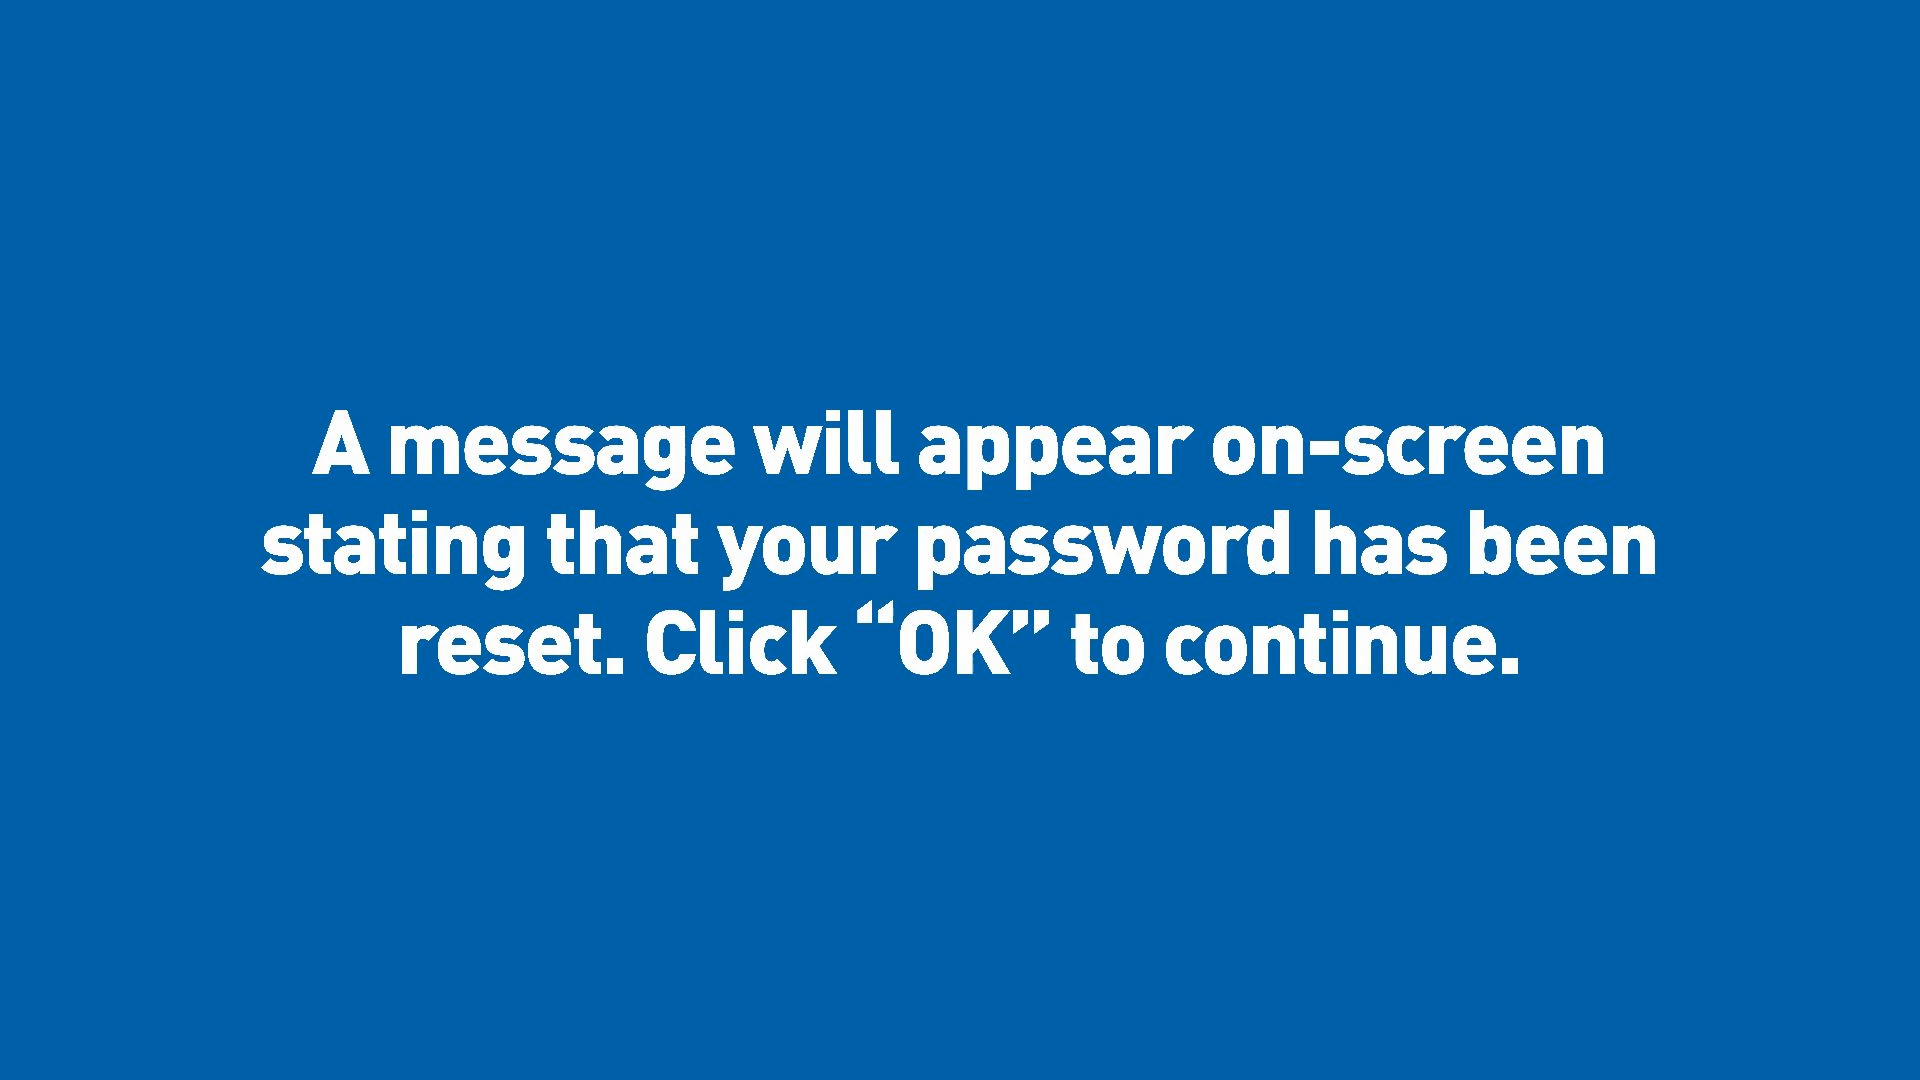 A message will appear on-screen
stating that your password has been
reset. Click “OK” to continue.